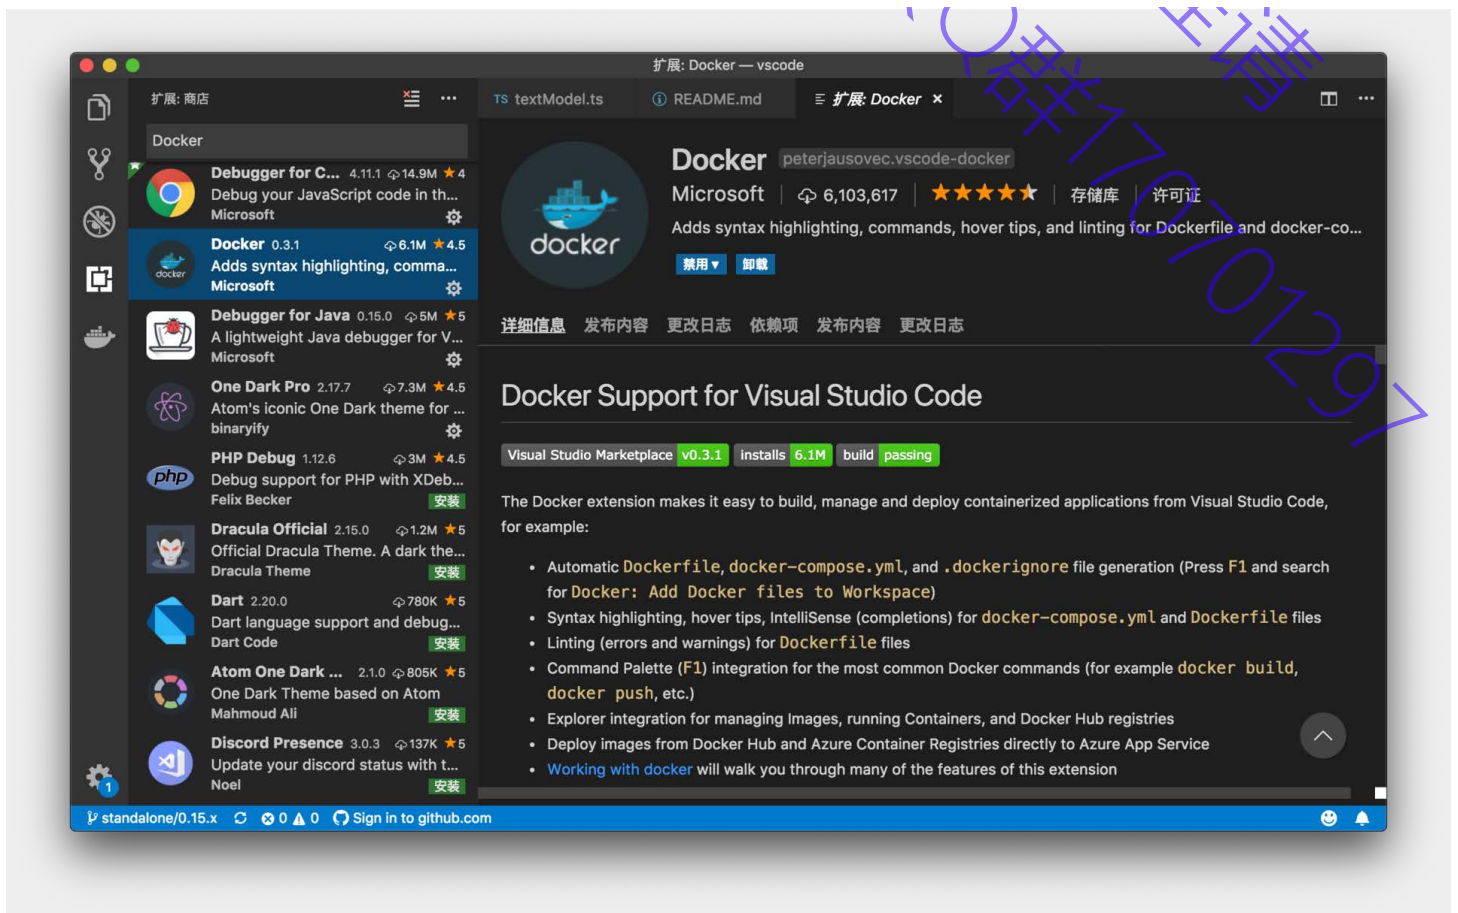 扩展: Docker — vscode
扩展: 商店
TS textModel.ts
README.md
扩展: Docker ×
Docker
Debugger for C... 4.11.1 14.9M ★4
Debug your JavaScript code in th...
Microsoft
Docker 0.3.1 6.1M ★4.5
Adds syntax highlighting, comma...
Microsoft
Debugger for Java 0.15.0 5M ★5
A lightweight Java debugger for V...
Microsoft
One Dark Pro 2.17.7 7.3M ★4.5
Atom's iconic One Dark theme for ...
binaryify
php
PHP Debug 1.12.6 3M ★4.5
Debug support for PHP with XDeb...
Felix Becker 安装
Dracula Official 2.15.0 1.2M ★5
Official Dracula Theme. A dark the...
Dracula Theme 安装
Dart 2.20.0 780K ★5
Dart language support and debug...
Dart Code 安装
Atom One Dark ... 2.1.0 805K ★5
One Dark Theme based on Atom
Mahmoud Ali 安装
Discord Presence 3.0.3 137K ★5
Update your discord status with t...
Noel 安装
1
docker
Docker peterjausovec.vscode-docker
Microsoft 6,103,617 存储库 许可证
Adds syntax highlighting, commands, hover tips, and linting for Dockerfile and docker-co...
禁用▾ 卸载
详细信息 发布内容 更改日志 依赖项 发布内容 更改日志
Docker Support for Visual Studio Code
Visual Studio Marketplace v0.3.1 installs 6.1M build passing
The Docker extension makes it easy to build, manage and deploy containerized applications from Visual Studio Code,
for example:
• Automatic Dockerfile, docker-compose.yml, and .dockerignore file generation (Press F1 and search
for Docker: Add Docker files to Workspace)
• Syntax highlighting, hover tips, IntelliSense (completions) for docker-compose.yml and Dockerfile files
• Linting (errors and warnings) for Dockerfile files
• Command Palette (F1) integration for the most common Docker commands (for example docker build,
docker push, etc.)
• Explorer integration for managing Images, running Containers, and Docker Hub registries
• Deploy images from Docker Hub and Azure Container Registries directly to Azure App Service
• Working with docker will walk you through many of the features of this extension
standalone/0.15.x 0 0 Sign in to github.com
群170701297
请